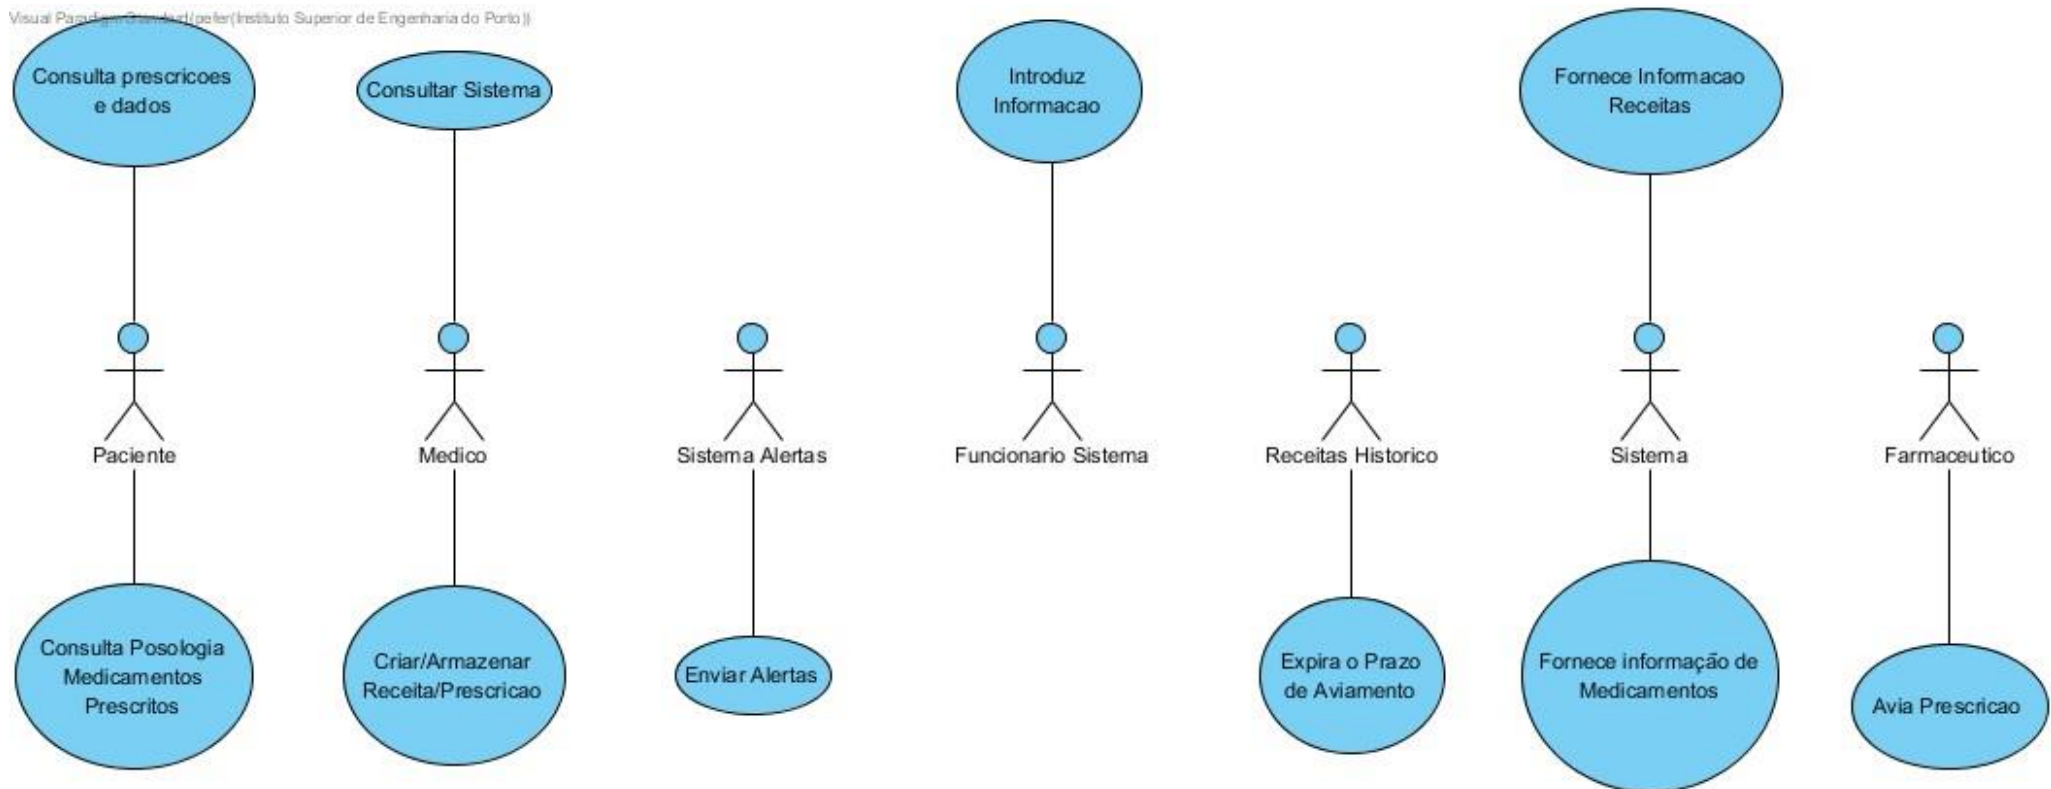 Visual Paradigm Standard(pefer(Instituto Superior de Engenharia do Porto))
Consulta prescricoes
e dados
Consultar Sistema
Introduz
Informacao
Fornece Informacao
Receitas
Paciente
Medico
Sistema Alertas
Funcionario Sistema
Receitas Historico
Sistema
Farmaceutico
Consulta Posologia
Medicamentos
Prescritos
Criar/Armazenar
Receita/Prescricao
Enviar Alertas
Expira o Prazo
de Aviamento
Fornece informação de
Medicamentos
Avia Prescricao